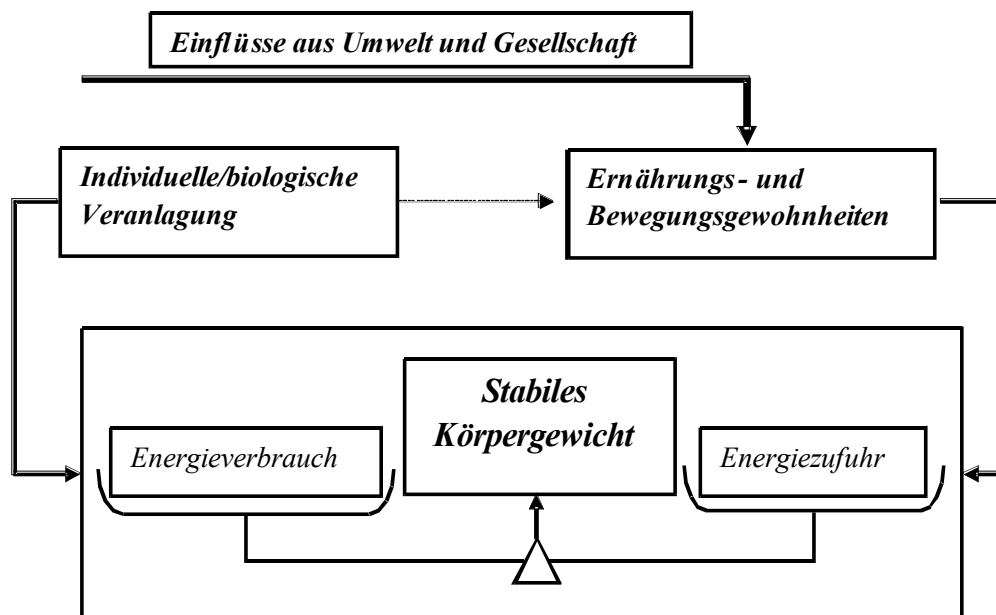 Einflüsse aus Umwelt und Gesellschaft
Individuelle/biologische
Veranlagung
Ernährungs- und
Bewegungsgewohnheiten
Stabiles
Körpergewicht
Energieverbrauch
Energiezufuhr